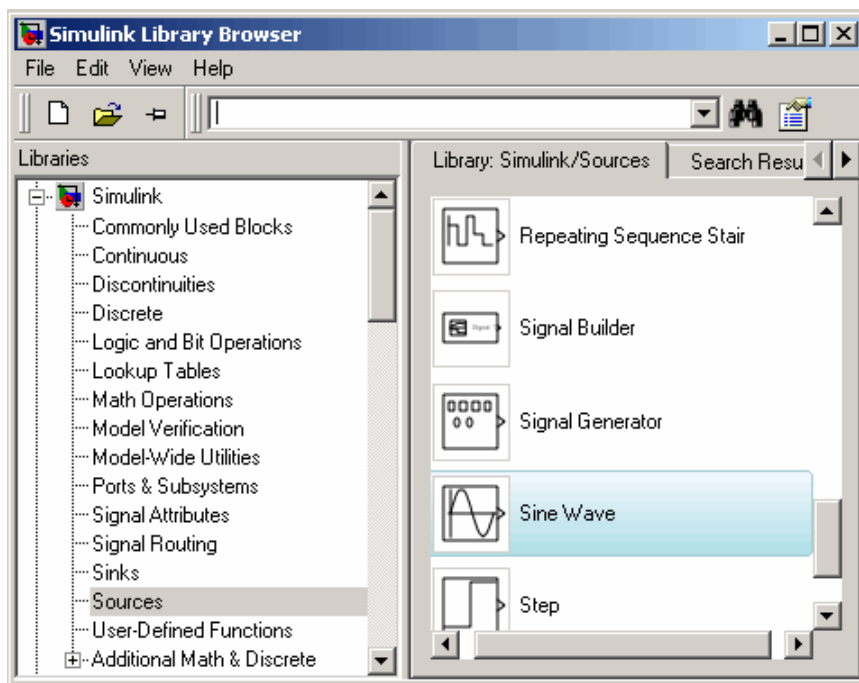 Simulink Library Browser
File Edit View Help
Libraries
Simulink
Commonly Used Blocks
Continuous
Discontinuities
Discrete
Logic and Bit Operations
Lookup Tables
Math Operations
Model Verification
Model-Wide Utilities
Ports & Subsystems
Signal Attributes
Signal Routing
Sinks
Sources
User-Defined Functions
Additional Math & Discrete
Library: Simulink/Sources Search Resu
Repeating Sequence Stair
Signal Builder
Signal Generator
Sine Wave
Step